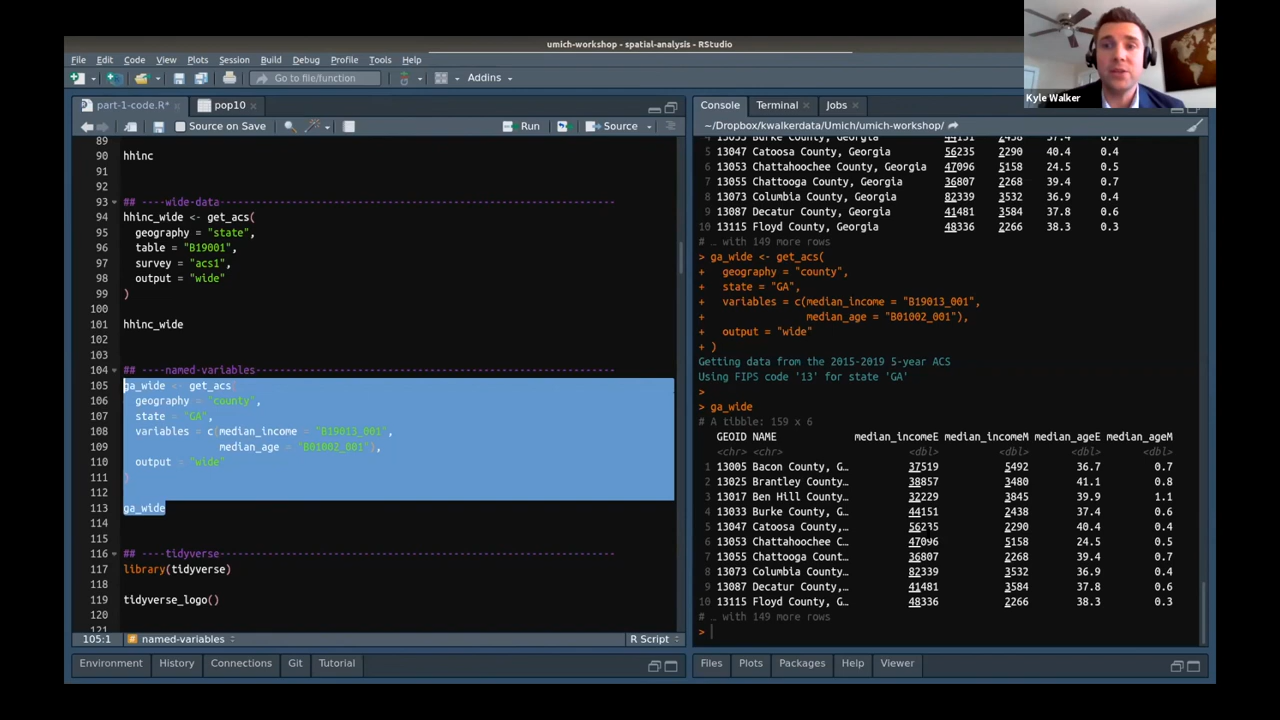 umich-workshop - spatial-analysis - RStudio
Kyle Walker
File Edit Code View Plots Session Build Debug Profile Tools Help
Go to file/function Addins
part-1-code.R* pop10
Source on Save Run Source
89
90 hhinc
91
92
93 ## ----wide-data------------------------------------------------------------------
94 hhinc_wide <- get_acs(
95 geography = "state",
96 table = "B19001",
97 survey = "acs1",
98 output = "wide"
99 )
100
101 hhinc_wide
102
103
104 ## ----named-variables------------------------------------------------------------
105 ga_wide <- get_acs(
106 geography = "county",
107 state = "GA",
108 variables = c(median_income = "B19013_001",
109 median_age = "B01002_001"),
110 output = "wide"
111 )
112
113 ga_wide
114
115
116 ## ----tidyverse------------------------------------------------------------------
117 library(tidyverse)
118
119 tidyverse_logo()
120
121
105:1 named-variables R Script
Environment History Connections Git Tutorial
Console Terminal Jobs
~/Dropbox/kwalkerdata/Umich/umich-workshop/
4 13033 Burke County, Georgia 44151 2438 37.4 0.6
5 13047 Catoosa County, Georgia 56235 2290 40.4 0.4
6 13053 Chattahoochee County, Georgia 47096 5158 24.5 0.5
7 13055 Chattooga County, Georgia 36807 2268 39.4 0.7
8 13073 Columbia County, Georgia 82339 3532 36.9 0.4
9 13087 Decatur County, Georgia 41481 3584 37.8 0.6
10 13115 Floyd County, Georgia 48336 2266 38.3 0.3
# … with 149 more rows
> ga_wide <- get_acs(
+ geography = "county",
+ state = "GA",
+ variables = c(median_income = "B19013_001",
+ median_age = "B01002_001"),
+ output = "wide"
+ )
Getting data from the 2015-2019 5-year ACS
Using FIPS code '13' for state 'GA'
>
> ga_wide
# A tibble: 159 x 6
GEOID NAME median_incomeE median_incomeM median_ageE median_ageM
<chr> <chr> <dbl> <dbl> <dbl> <dbl>
1 13005 Bacon County, G… 37519 5492 36.7 0.7
2 13025 Brantley County… 38857 3480 41.1 0.8
3 13017 Ben Hill County… 32229 3845 39.9 1.1
4 13033 Burke County, G… 44151 2438 37.4 0.6
5 13047 Catoosa County,… 56235 2290 40.4 0.4
6 13053 Chattahoochee C… 47096 5158 24.5 0.5
7 13055 Chattooga Count… 36807 2268 39.4 0.7
8 13073 Columbia County… 82339 3532 36.9 0.4
9 13087 Decatur County,… 41481 3584 37.8 0.6
10 13115 Floyd County, G… 48336 2266 38.3 0.3
# … with 149 more rows
>
Files Plots Packages Help Viewer